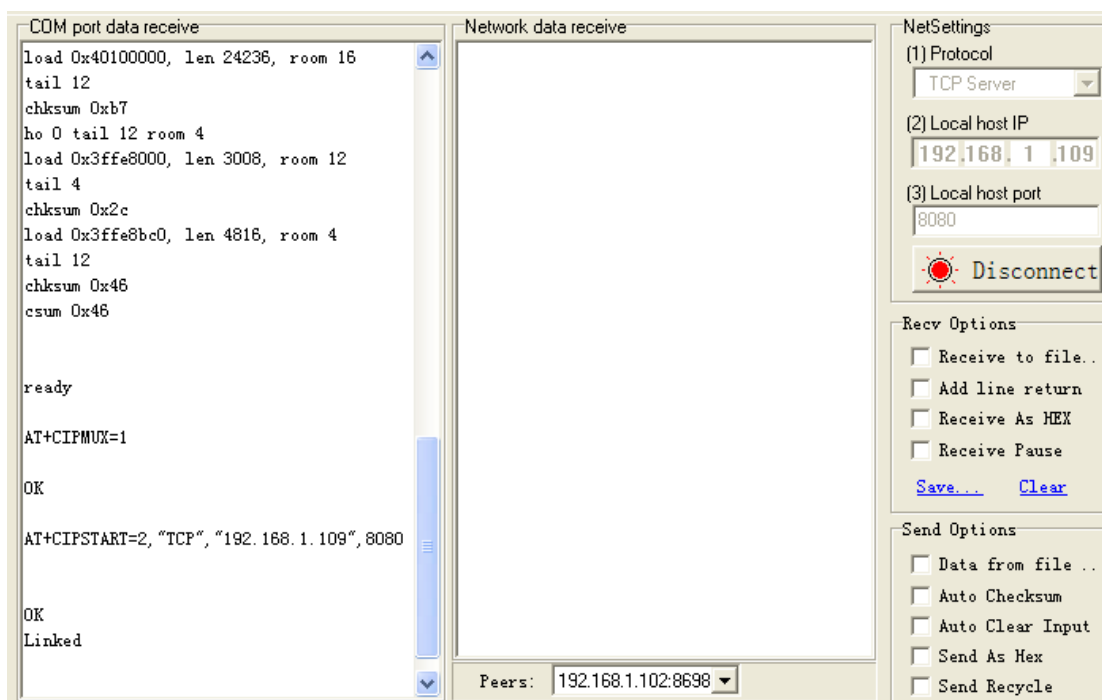 COM port data receive
load 0x40100000, len 24236, room 16
tail 12
chksum 0xb7
ho 0 tail 12 room 4
load 0x3ffe8000, len 3008, room 12
tail 4
chksum 0x2c
load 0x3ffe8bc0, len 4816, room 4
tail 12
chksum 0x46
csum 0x46
ready
AT+CIPMUX=1
OK
AT+CIPSTART=2, "TCP", "192.168.1.109", 8080
OK
Linked
Network data receive
Peers: 192.168.1.102:8698
NetSettings
(1) Protocol
TCP Server
(2) Local host IP
192.168. 1 .109
(3) Local host port
8080
Disconnect
Recv Options
Receive to file..
Add line return
Receive As HEX
Receive Pause
Save... Clear
Send Options
Data from file ..
Auto Checksum
Auto Clear Input
Send As Hex
Send Recycle